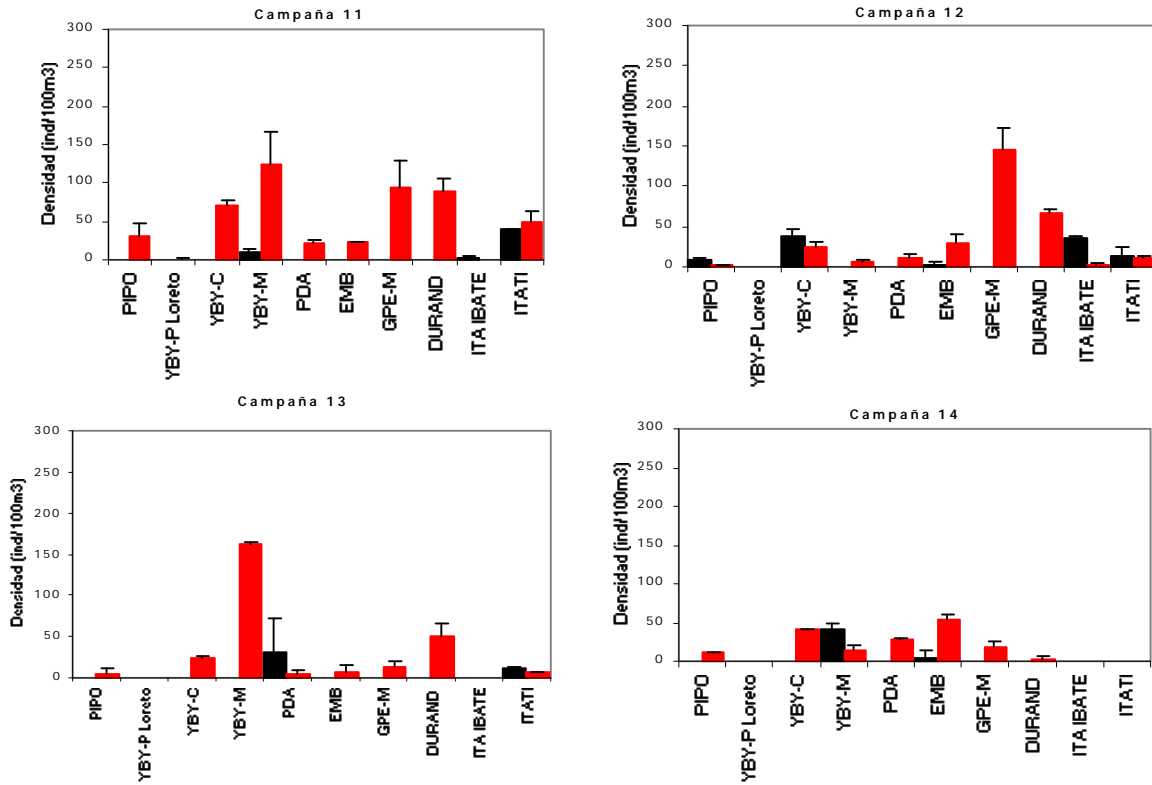 Campaña 11
Densidad (ind/100m3)
300
250
200
150
100
50
0
PIPO
YBY-P Loreto
YBY-C
YBY-M
PDA
EMB
GPE-M
DURAND
ITA IBATE
ITATI
Campaña 12
Densidad (ind/100m3)
300
250
200
150
100
50
0
PIPO
YBY-P Loreto
YBY-C
YBY-M
PDA
EMB
GPE-M
DURAND
ITA IBATE
ITATI
Campaña 13
Densidad (ind/100m3)
300
250
200
150
100
50
0
PIPO
YBY-P Loreto
YBY-C
YBY-M
PDA
EMB
GPE-M
DURAND
ITA IBATE
ITATI
Campaña 14
Densidad (ind/100m3)
300
250
200
150
100
50
0
PIPO
YBY-P Loreto
YBY-C
YBY-M
PDA
EMB
GPE-M
DURAND
ITA IBATE
ITATI